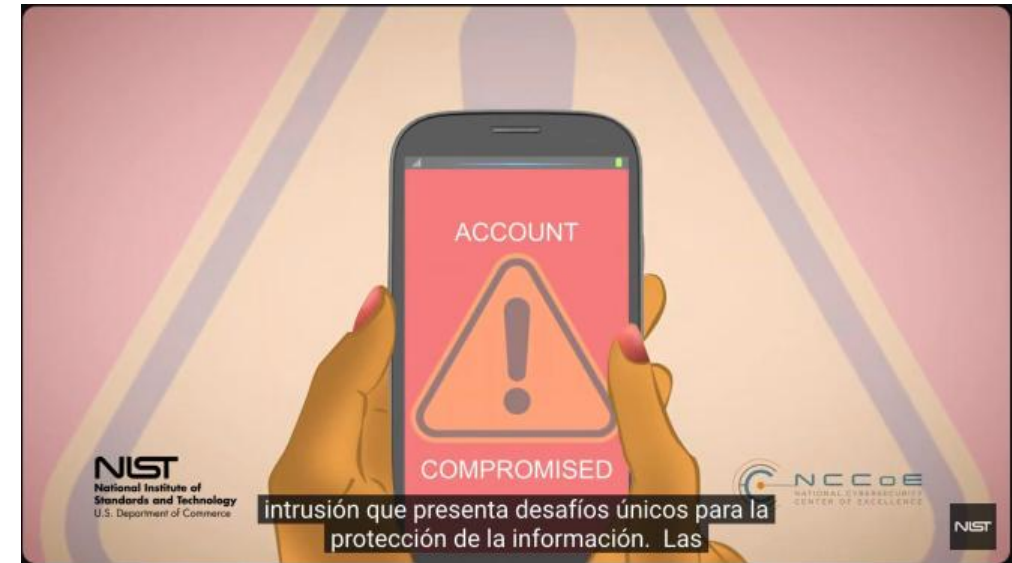 ACCOUNT
COMPROMISED
NIST
National Institute of
Standards and Technology
U.S. Department of Commerce
NCCoE
NATIONAL CYBERSECURITY
CENTER OF EXCELLENCE
intrusión que presenta desafíos únicos para la
protección de la información. Las
NIST